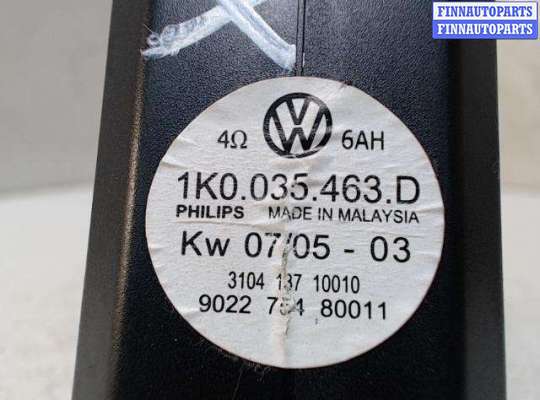 FINNAUTOPARTS
FINNAUTOPARTS
4Ω 6AH
1K0.035.463.D
PHILIPS MADE IN MALAYSIA
Kw 07/05 - 03
3104 137 10010
9022 754 80011